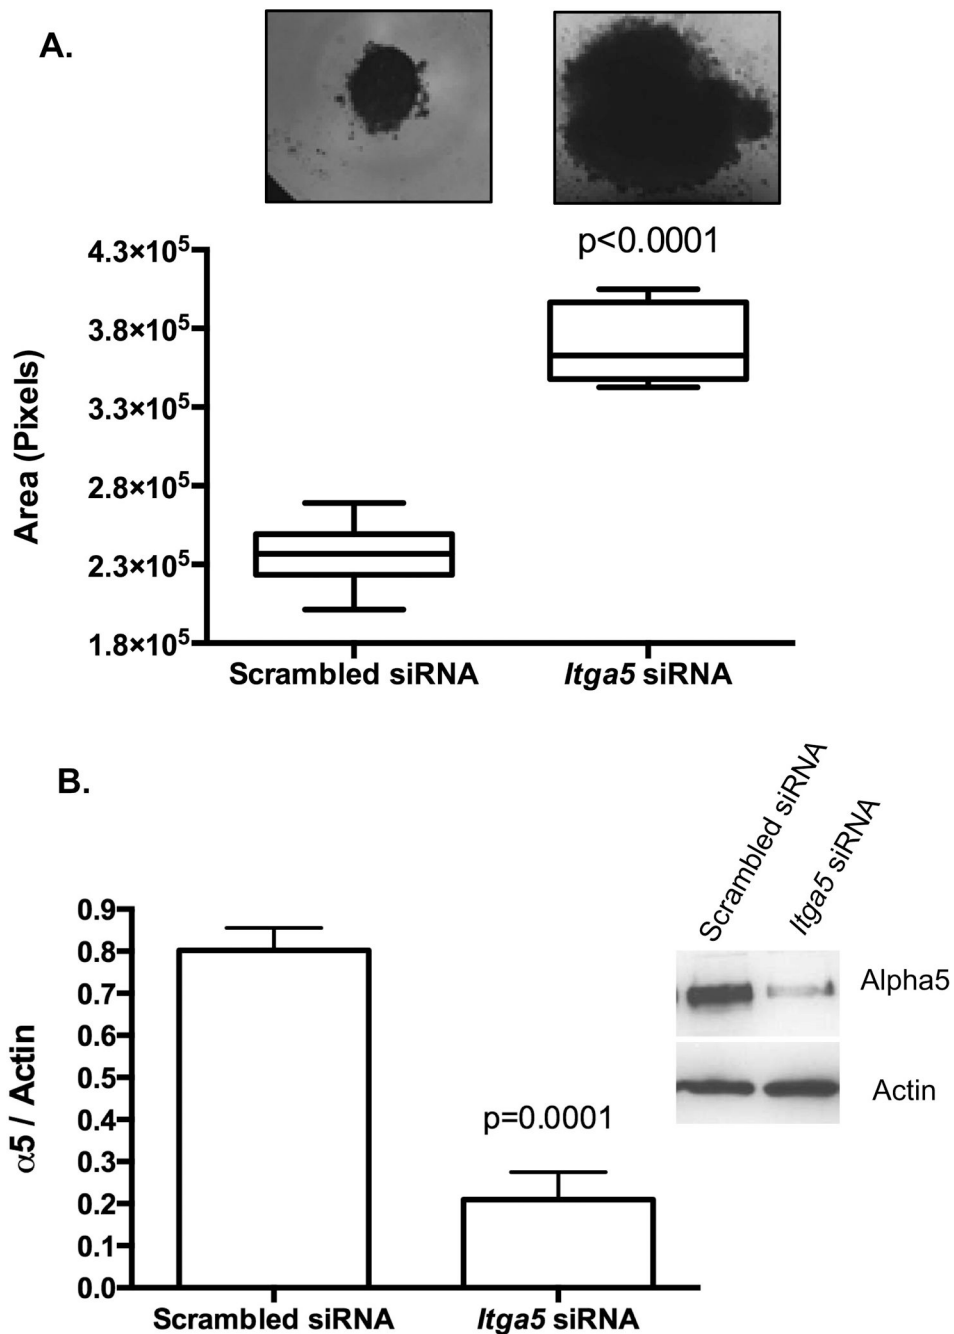 A.
p<0.0001
4.3×10⁵
3.8×10⁵
3.3×10⁵
2.8×10⁵
2.3×10⁵
1.8×10⁵
Area (Pixels)
Scrambled siRNA
Itga5 siRNA
B.
Scrambled siRNA
Itga5 siRNA
Alpha5
Actin
0.9
0.8
0.7
0.6
0.5
0.4
0.3
0.2
0.1
0.0
α5 / Actin
p=0.0001
Scrambled siRNA
Itga5 siRNA